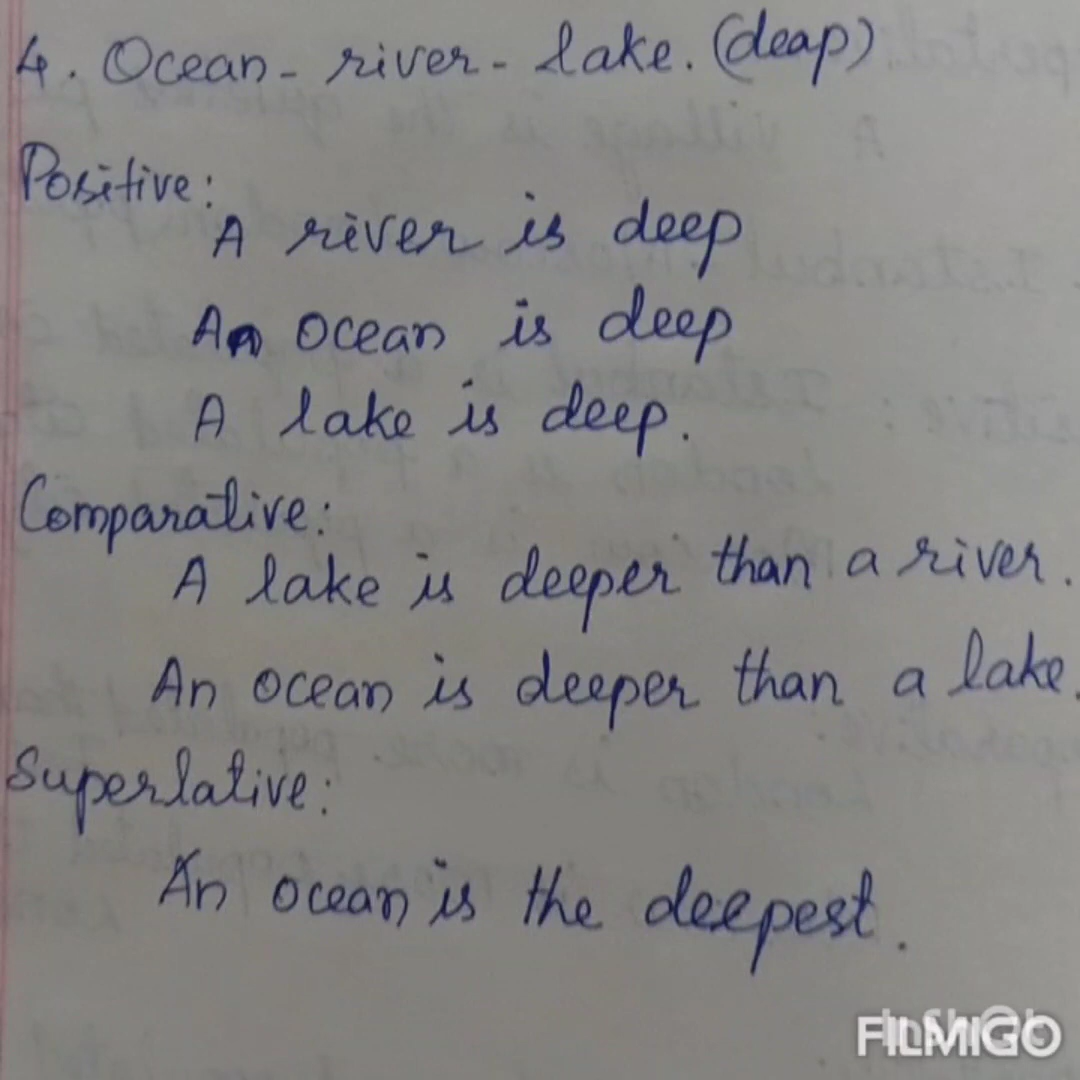 4. Ocean - river - lake. (deap)
Positive:
A river is deep
An ocean is deep
A lake is deep.
Comparative:
A lake is deeper than a river.
An ocean is deeper than a lake.
Superlative:
An ocean is the deepest.
FILMIGO